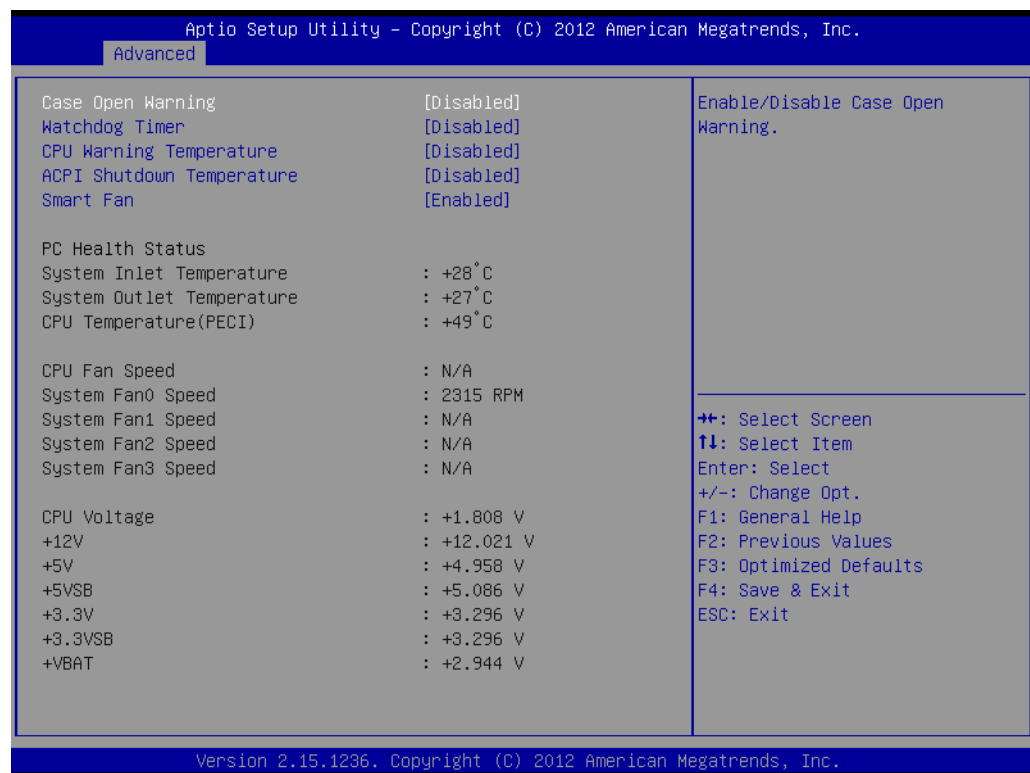 Aptio Setup Utility – Copyright (C) 2012 American Megatrends, Inc.
Advanced
Case Open Warning [Disabled]
Watchdog Timer [Disabled]
CPU Warning Temperature [Disabled]
ACPI Shutdown Temperature [Disabled]
Smart Fan [Enabled]
PC Health Status
System Inlet Temperature : +28°C
System Outlet Temperature : +27°C
CPU Temperature(PECI) : +49°C
CPU Fan Speed : N/A
System Fan0 Speed : 2315 RPM
System Fan1 Speed : N/A
System Fan2 Speed : N/A
System Fan3 Speed : N/A
CPU Voltage : +1.808 V
+12V : +12.021 V
+5V : +4.958 V
+5VSB : +5.086 V
+3.3V : +3.296 V
+3.3VSB : +3.296 V
+VBAT : +2.944 V
Enable/Disable Case Open
Warning.
→←: Select Screen
↑↓: Select Item
Enter: Select
+/-: Change Opt.
F1: General Help
F2: Previous Values
F3: Optimized Defaults
F4: Save & Exit
ESC: Exit
Version 2.15.1236. Copyright (C) 2012 American Megatrends, Inc.